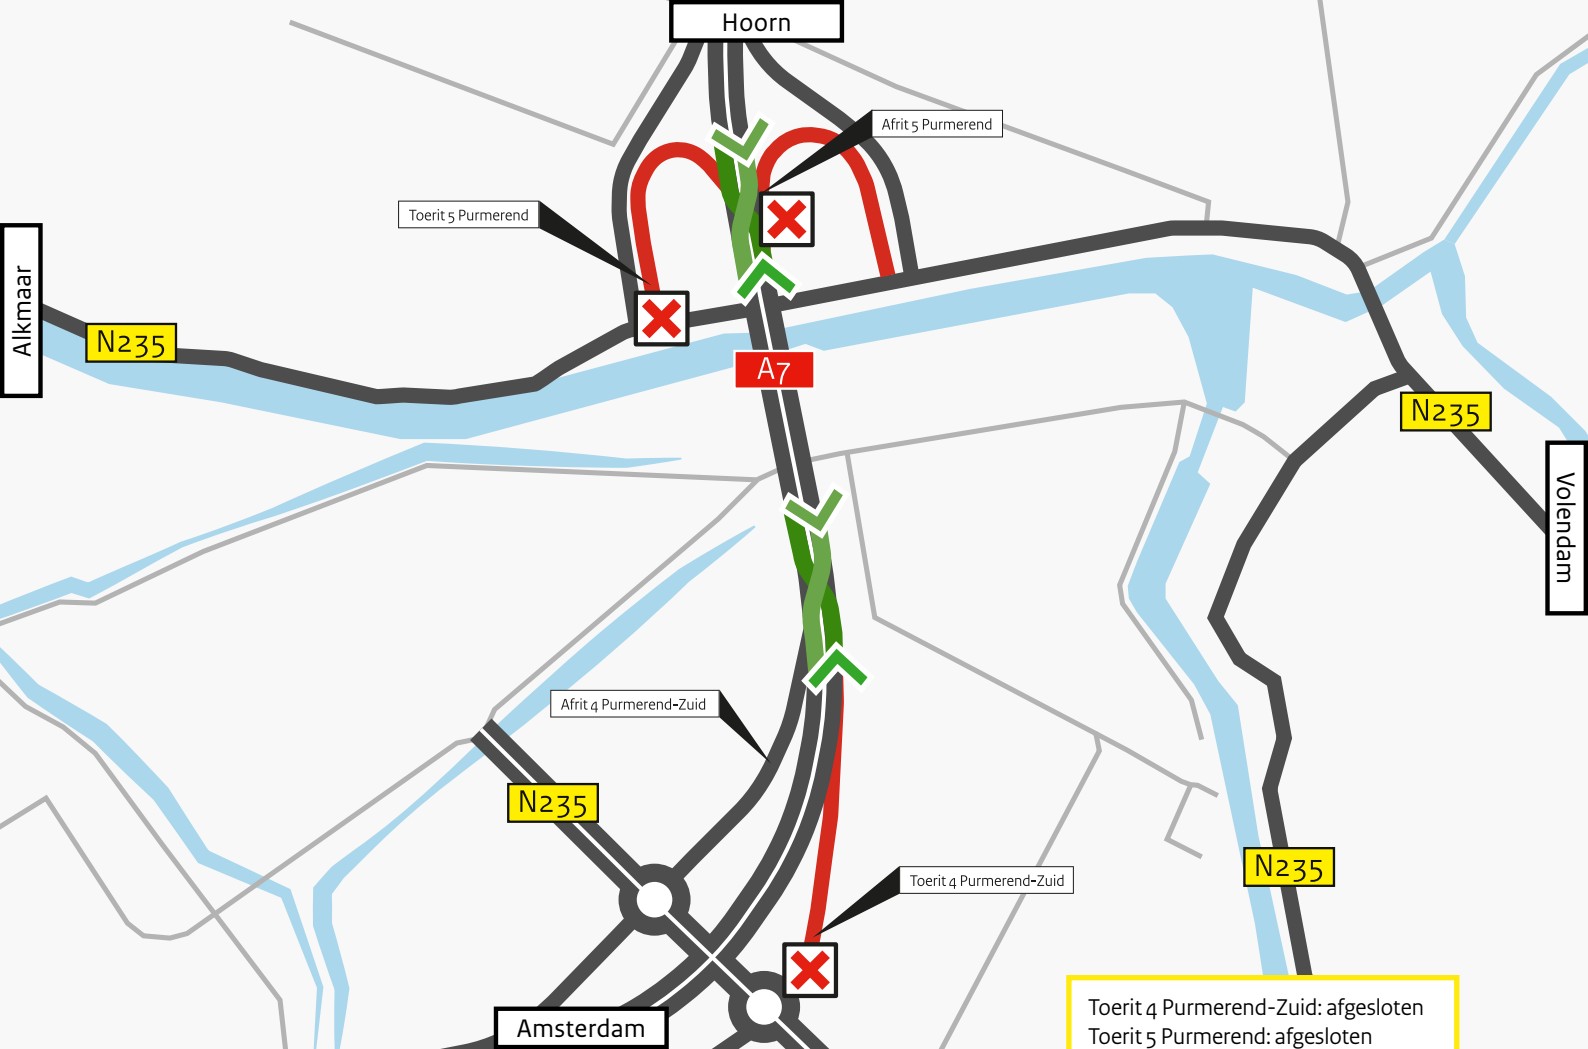 Hoorn
Afrit 5 Purmerend
Toerit 5 Purmerend
Alkmaar
N235
A7
N235
Volendam
Afrit 4 Purmerend-Zuid
N235
N235
Toerit 4 Purmerend-Zuid
Amsterdam
Toerit 4 Purmerend-Zuid: afgesloten
Toerit 5 Purmerend: afgesloten